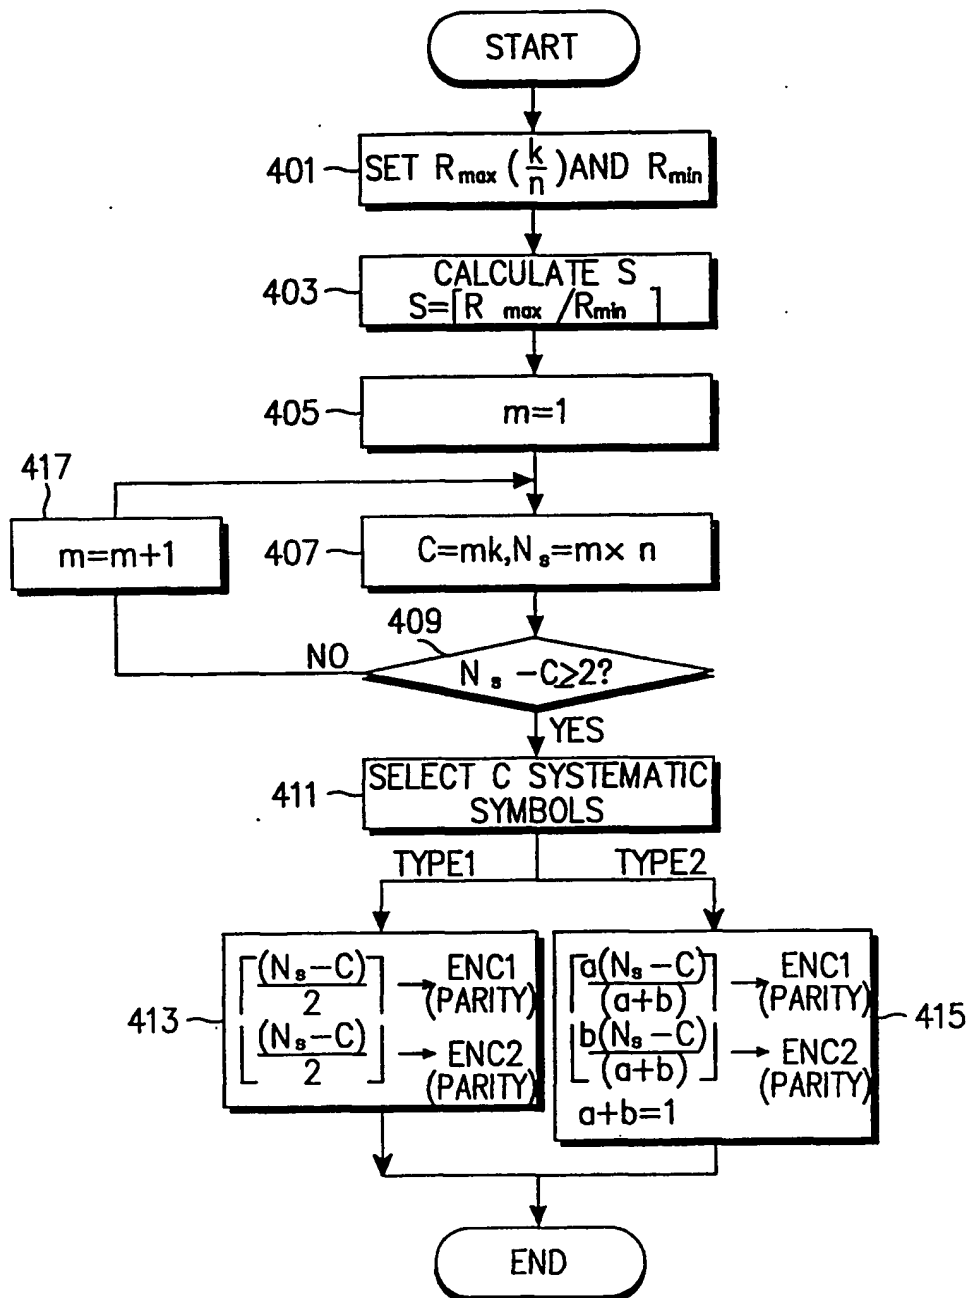 START
401
SET Rmax (k/n) AND Rmin
403
CALCULATE S
S=⌈Rmax/Rmin⌉
405
m=1
417
m=m+1
407
C=mk,Ns=m× n
409
NO
Ns-C≥2?
YES
411
SELECT C SYSTEMATIC
SYMBOLS
TYPE1
TYPE2
413
⌈(Ns-C)/2⌉ → ENC1
(PARITY)
⌊(Ns-C)/2⌋ → ENC2
(PARITY)
415
⌈a(Ns-C)/(a+b)⌉ → ENC1
(PARITY)
⌊b(Ns-C)/(a+b)⌋ → ENC2
(PARITY)
a+b=1
END